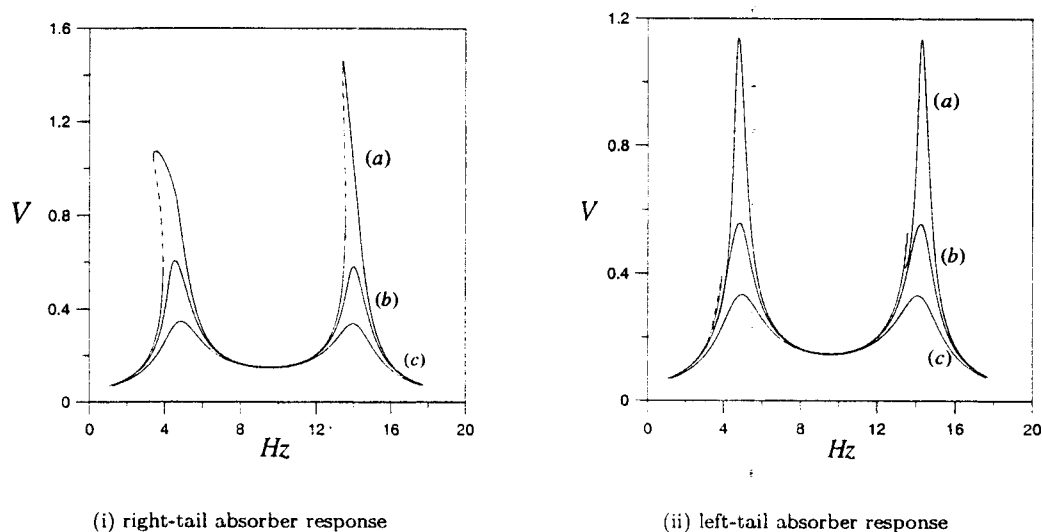 1.6
1.2
V
0.8
0.4
0
0 4 8 12 16 20
Hz
(a)
(b)
(c)
(i) right-tail absorber response
1.2
0.8
V
0.4
0
0 4 8 12 16 20
Hz
(a)
(b)
(c)
(ii) left-tail absorber response